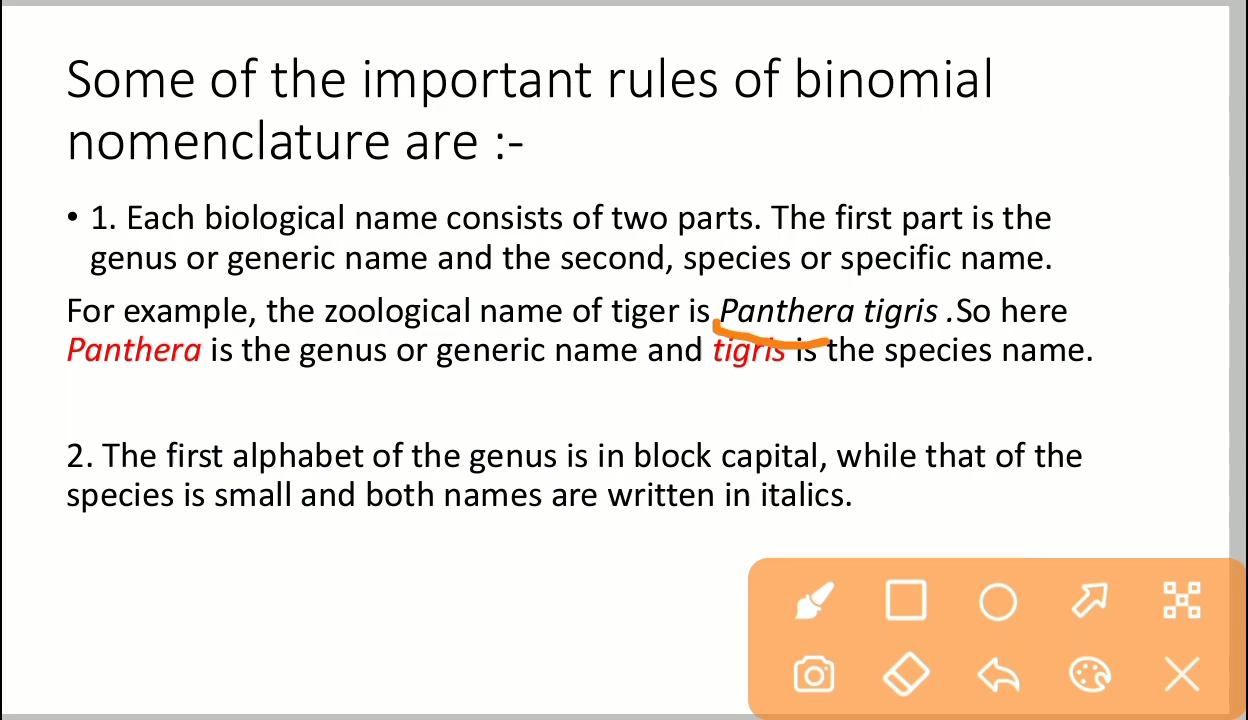 Some of the important rules of binomial
nomenclature are :-
• 1. Each biological name consists of two parts. The first part is the
genus or generic name and the second, species or specific name.
For example, the zoological name of tiger is Panthera tigris .So here
Panthera is the genus or generic name and tigris is the species name.
2. The first alphabet of the genus is in block capital, while that of the
species is small and both names are written in italics.